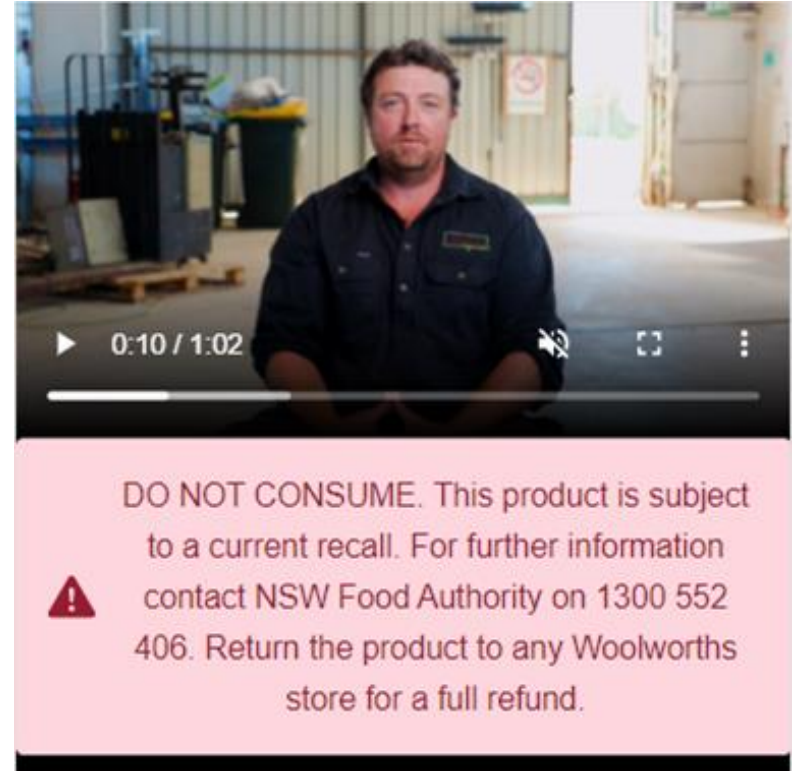 0:10 / 1:02
DO NOT CONSUME. This product is subject
to a current recall. For further information
contact NSW Food Authority on 1300 552
406. Return the product to any Woolworths
store for a full refund.